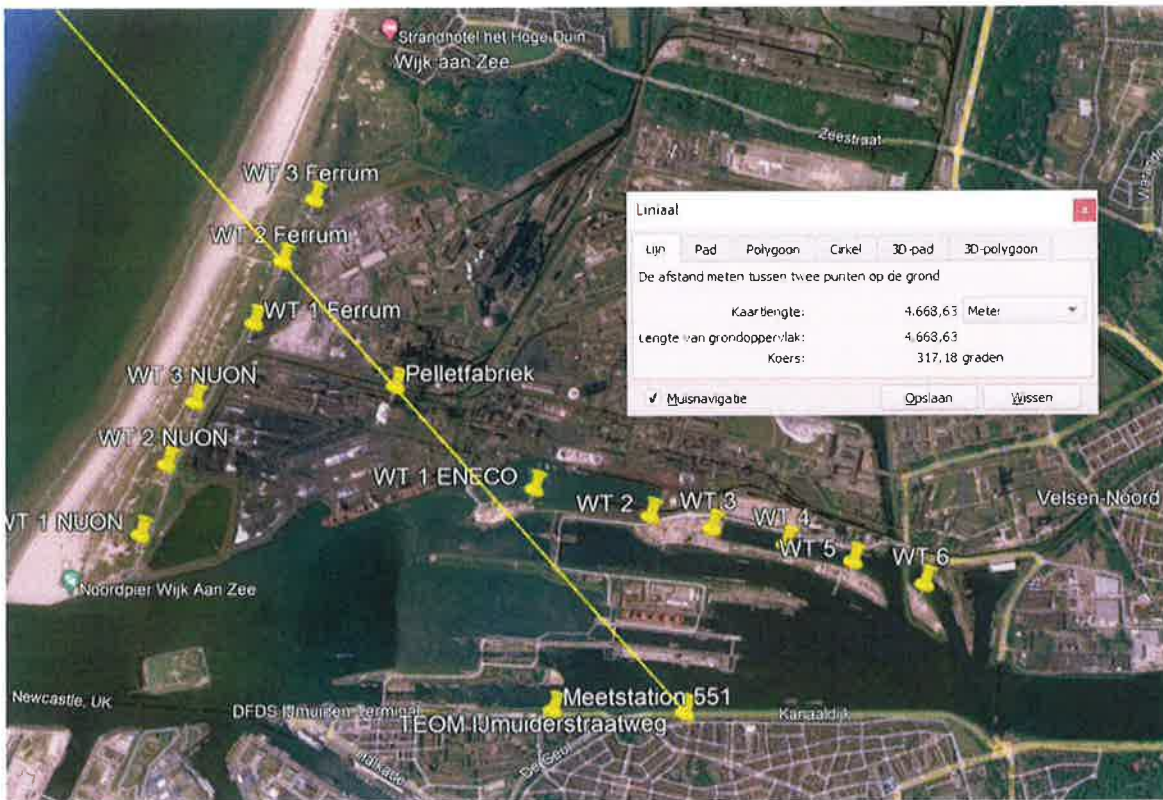 Strandhotel het Hoge Duin
Wijk aan Zee
Zeestraat
WT 3 Ferrum
WT 2 Ferrum
WT 1 Ferrum
Liniaal
Lijn Pad Polygoon Cirkel 3D-pad 3D-polygoon
De afstand meten tussen twee punten op de grond
Kaartlengte: 4.668,63 Meter
Lengte van grondoppervlak: 4.668,63
Koers: 317,18 graden
Muisnavigatie Opslaan Wissen
WT 3 NUON
Pelletfabriek
WT 2 NUON
WT 1 ENECO
WT 2
WT 3
Velsen-Noord
WT 1 NUON
WT 4
WT 5
WT 6
Noordpier Wijk Aan Zee
Newcastle, UK
Meetstation 551
DFDS IJmuiden Terminal
TEOM IJmuiderstraatweg
Kanaaldijk
De Geul